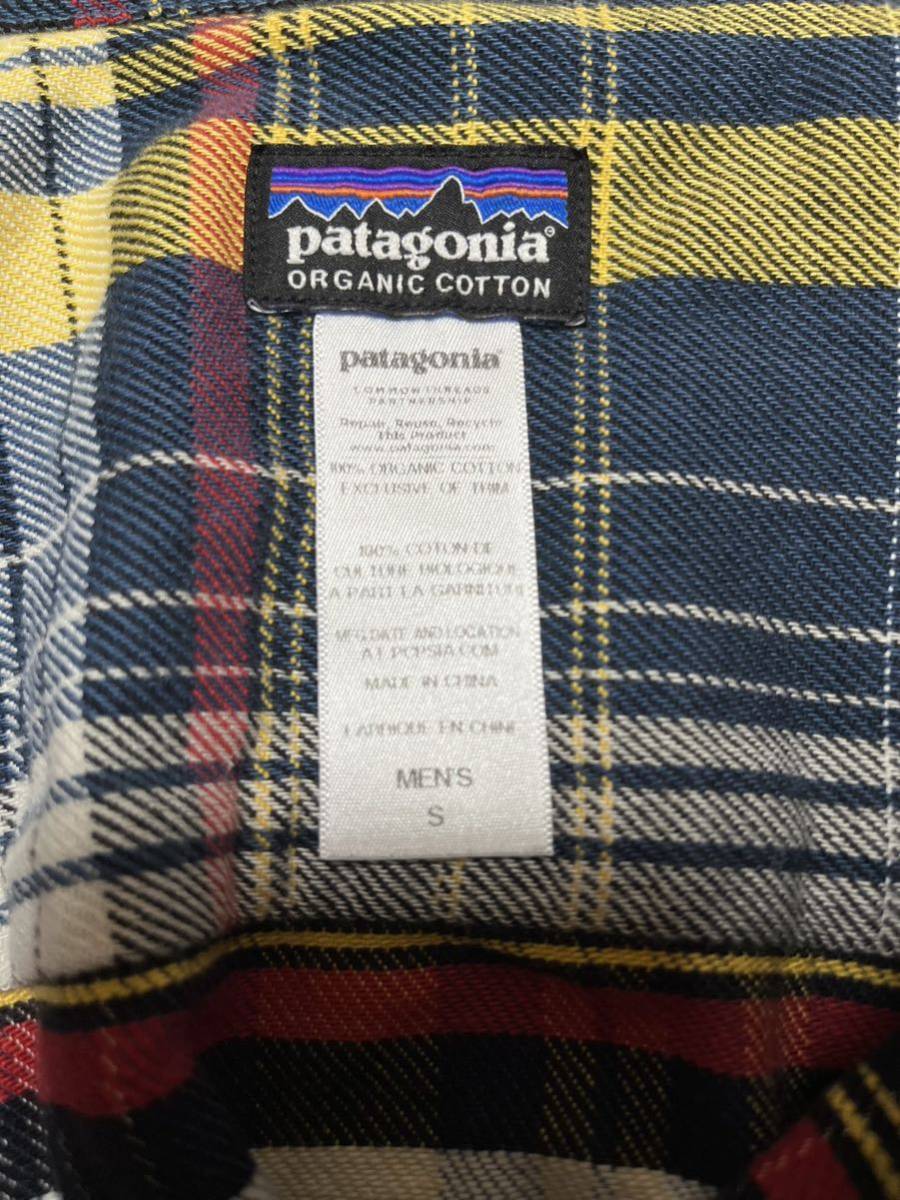 patagonia®
ORGANIC COTTON
patagonia®
COMMON THREADS
PARTNERSHIP
Repair, Reuse, Recycle
This Product
www.patagonia.com
100% ORGANIC COTTON
EXCLUSIVE OF TRIM
100% COTON DE
CULTURE BIOLOGIQUE
A PART LA GARNITURE
MFG DATE AND LOCATION
AT PCPSIA.COM
MADE IN CHINA
FABRIQUE EN CHINE
MEN'S
S